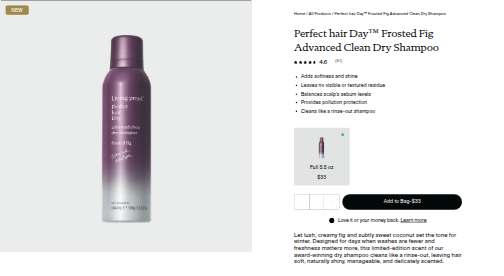 NEW
Living proof.
perfect
hair
Day
Home / All Products / Perfect hair Day™ Frosted Fig Advanced Clean Dry Shampoo
Perfect hair Day™ Frosted Fig
Advanced Clean Dry Shampoo
4.6
Adds softness and shine
Leaves no visible or textured residue
Balances scalp's sebum levels
Provides pollution protection
Cleans like a rinse-out shampoo
Full 5.5 oz
$33
Add to Bag-$33
Love it or your money back. Learn more
Let lush, creamy fig and subtly sweet coconut set the tone for
winter. Designed for days when washes are fewer and
freshness matters more, this limited-edition scent of our
award-winning dry shampoo cleans like a rinse-out, leaving hair
soft, naturally shiny, manageable, and delicately scented.